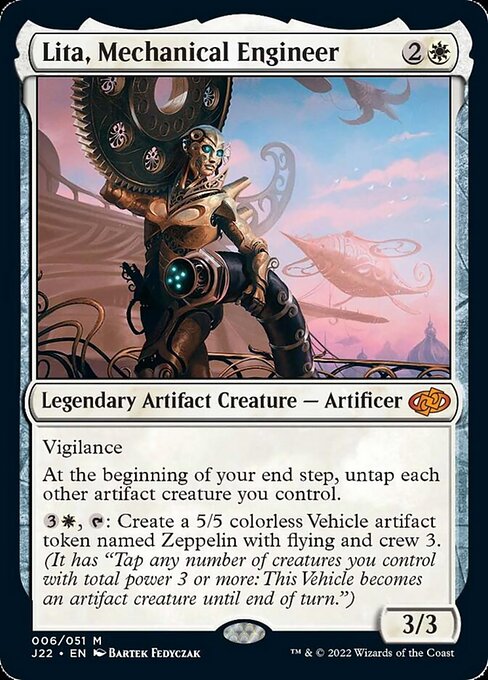 Lita, Mechanical Engineer 2
Legendary Artifact Creature — Artificer
Vigilance
At the beginning of your end step, untap each
other artifact creature you control.
3, : Create a 5/5 colorless Vehicle artifact
token named Zeppelin with flying and crew 3.
(It has “Tap any number of creatures you control
with total power 3 or more: This Vehicle becomes
an artifact creature until end of turn.”)
3/3
006/051 M
J22 • EN Bartek Fedyczak
™ & © 2022 Wizards of the Coast